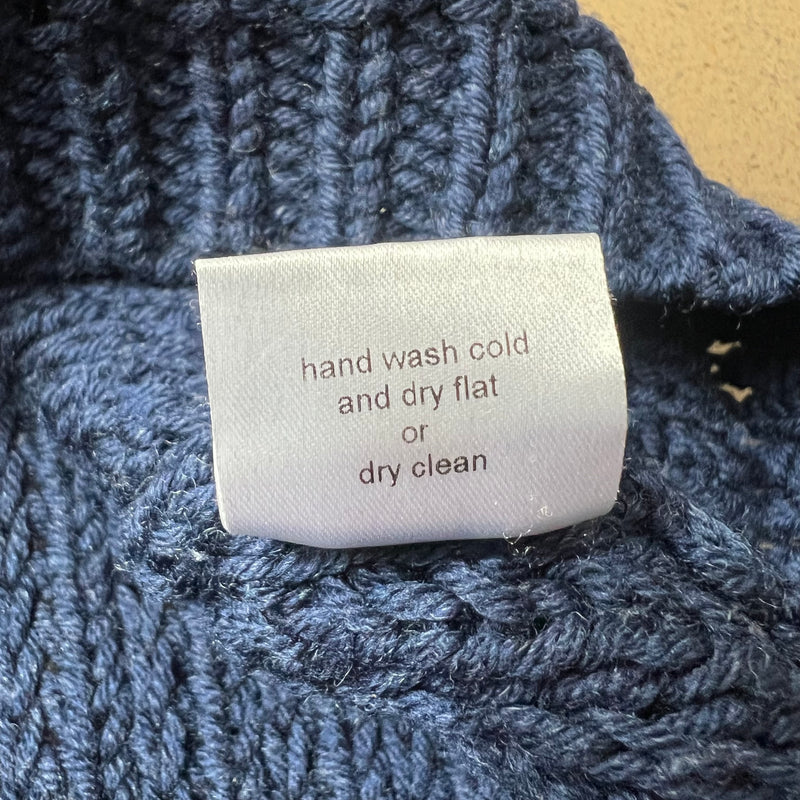 hand wash cold
and dry flat
or
dry clean